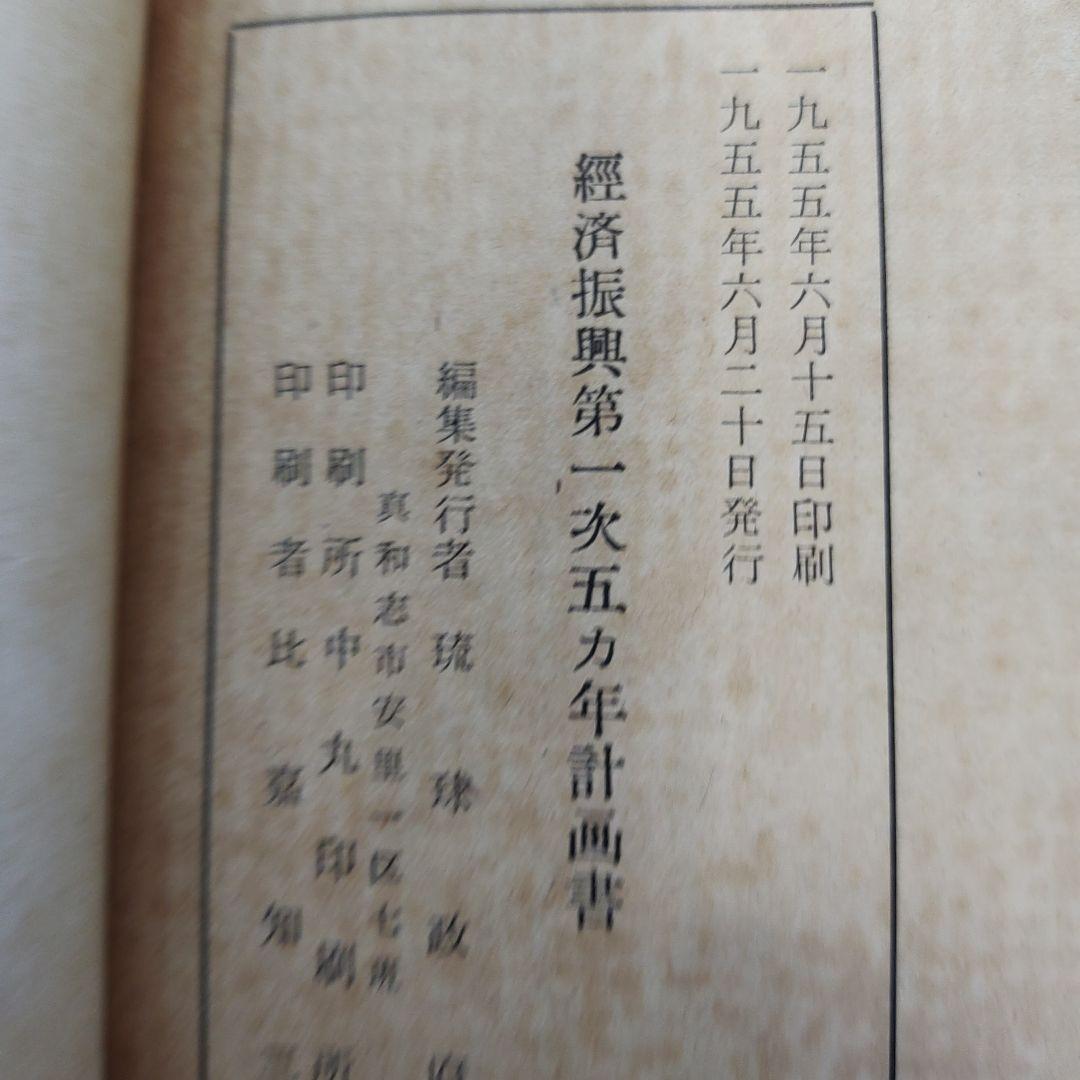 一九五五年六月十五日印刷
一九五五年六月二十日発行
經済振興第一次五カ年計画書
編集発行者 琉球政府
真和志市安里一区七班
印刷所 中丸印刷所
印刷者 比嘉知